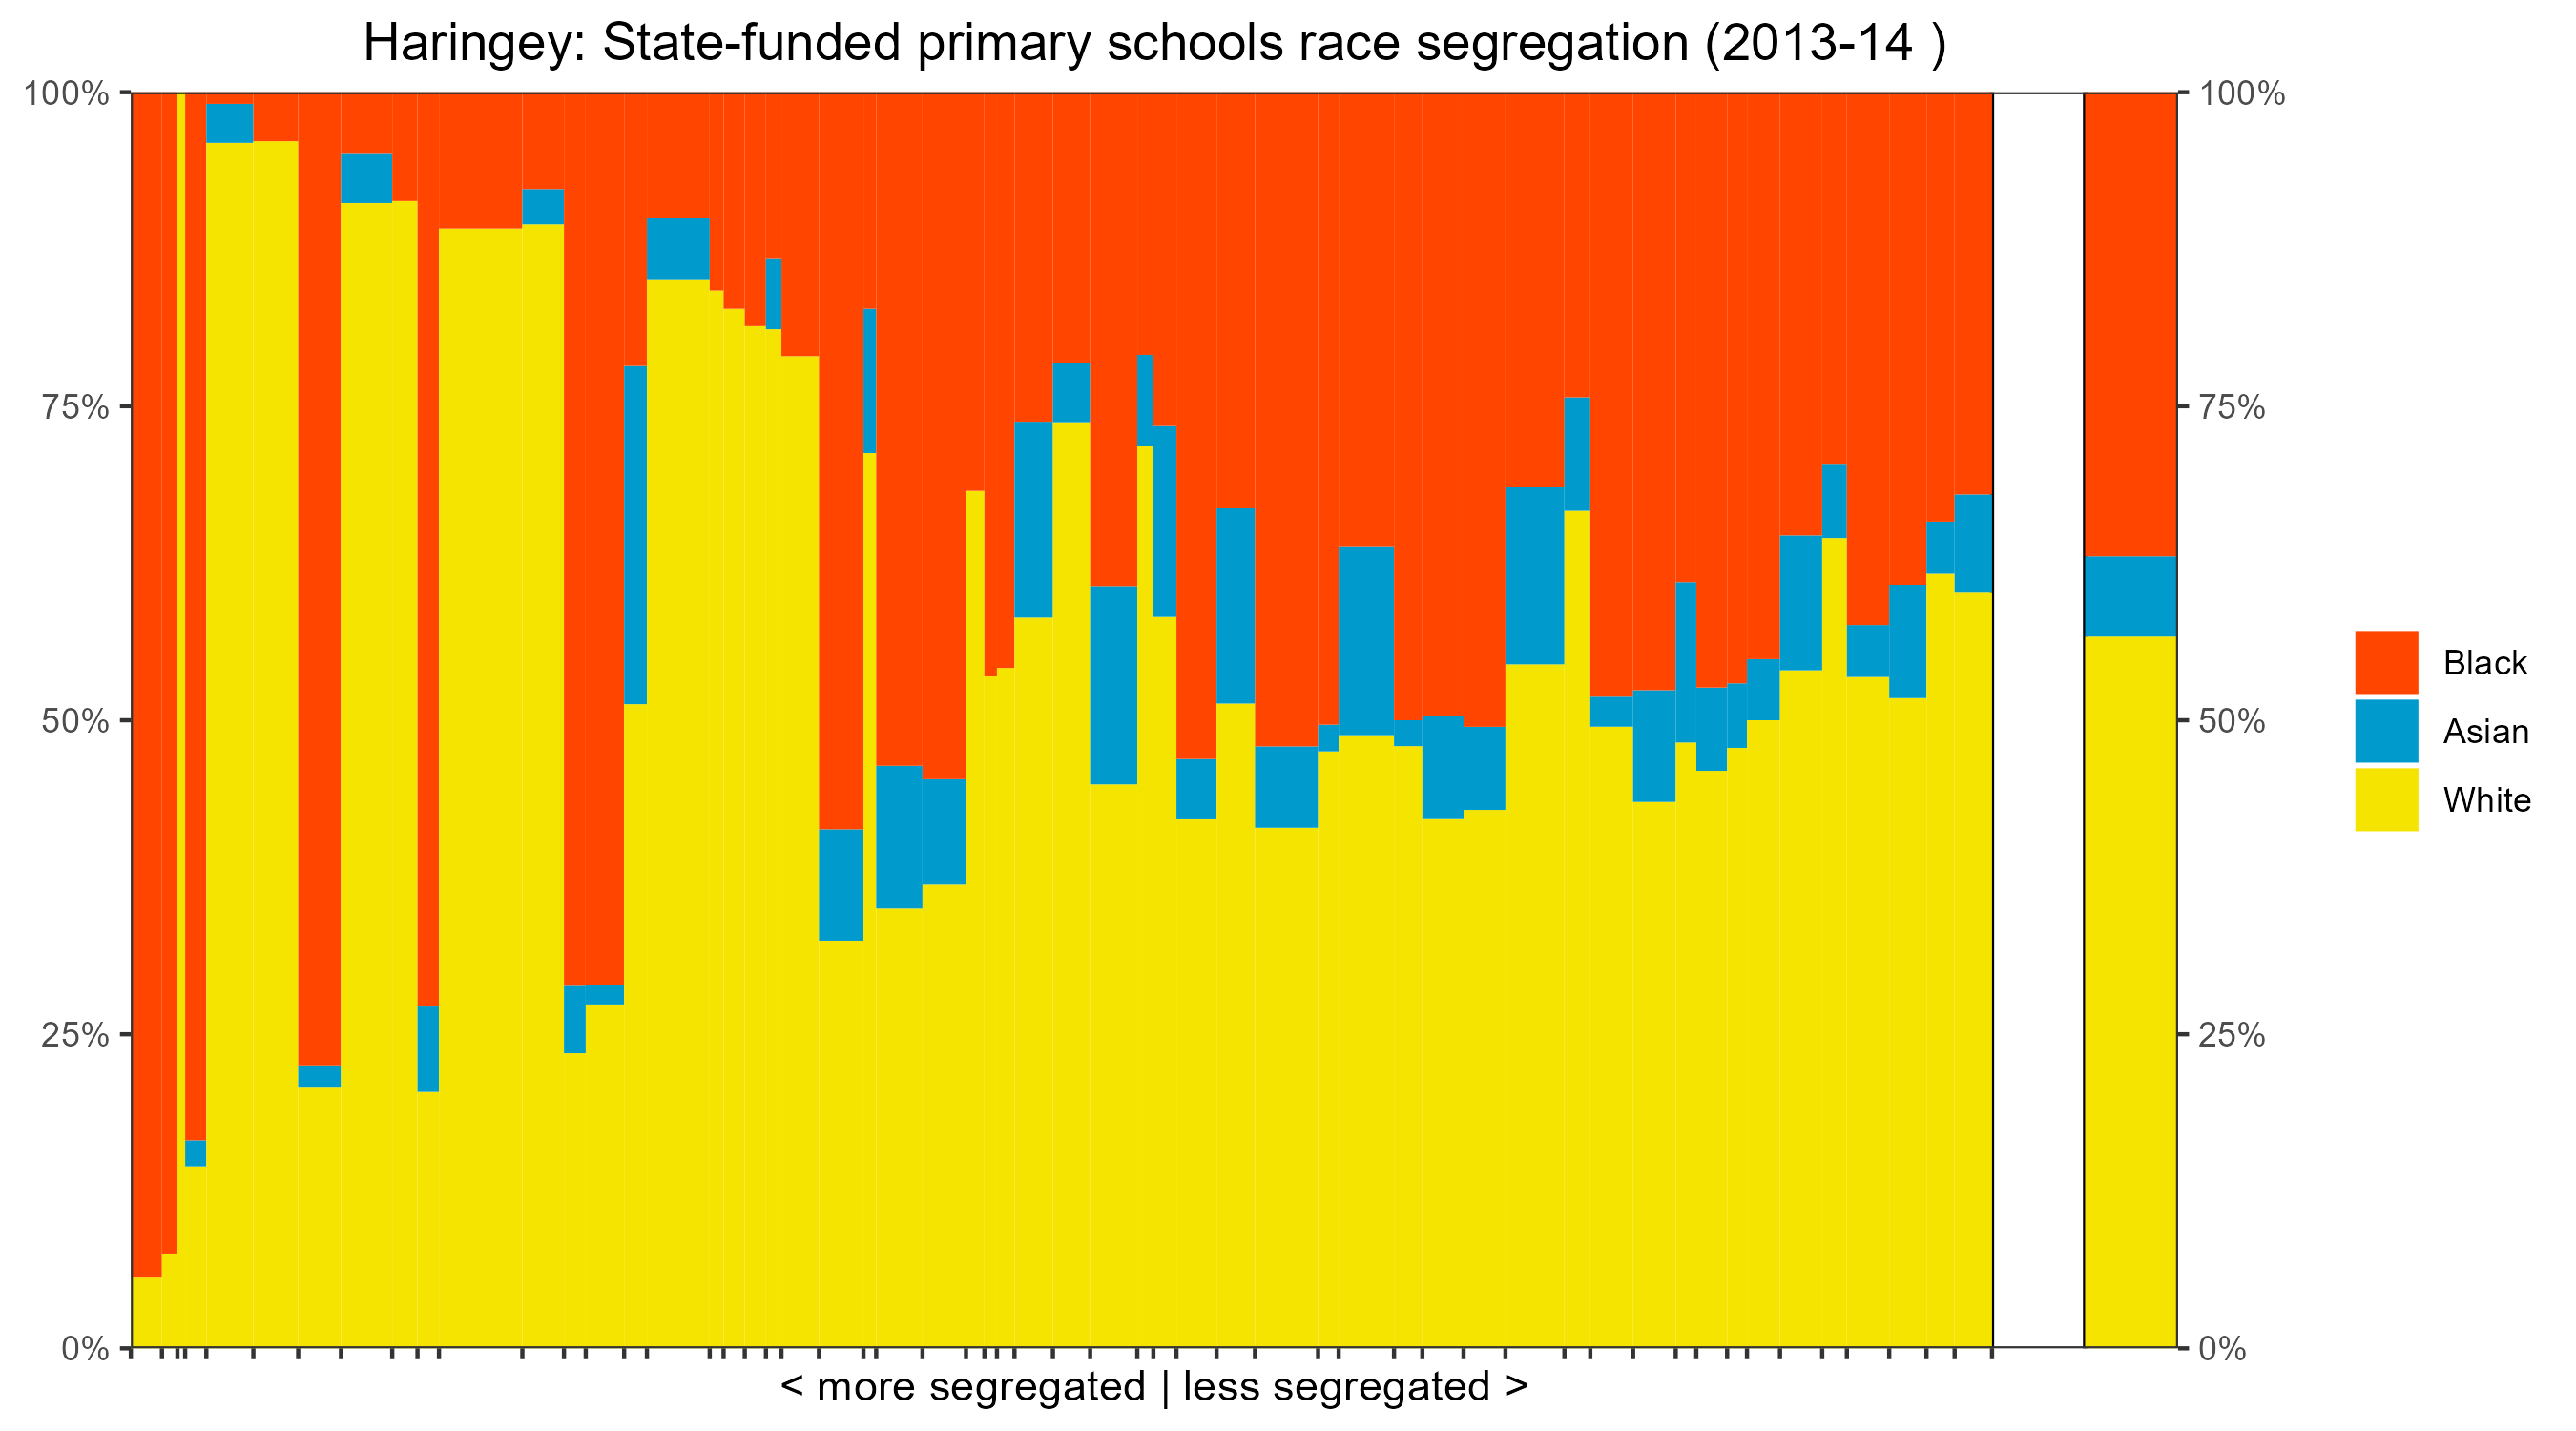 Haringey: State-funded primary schools race segregation (2013-14 )
100%
75%
50%
25%
0%
100%
75%
50%
25%
0%
Black
Asian
White
< more segregated | less segregated >